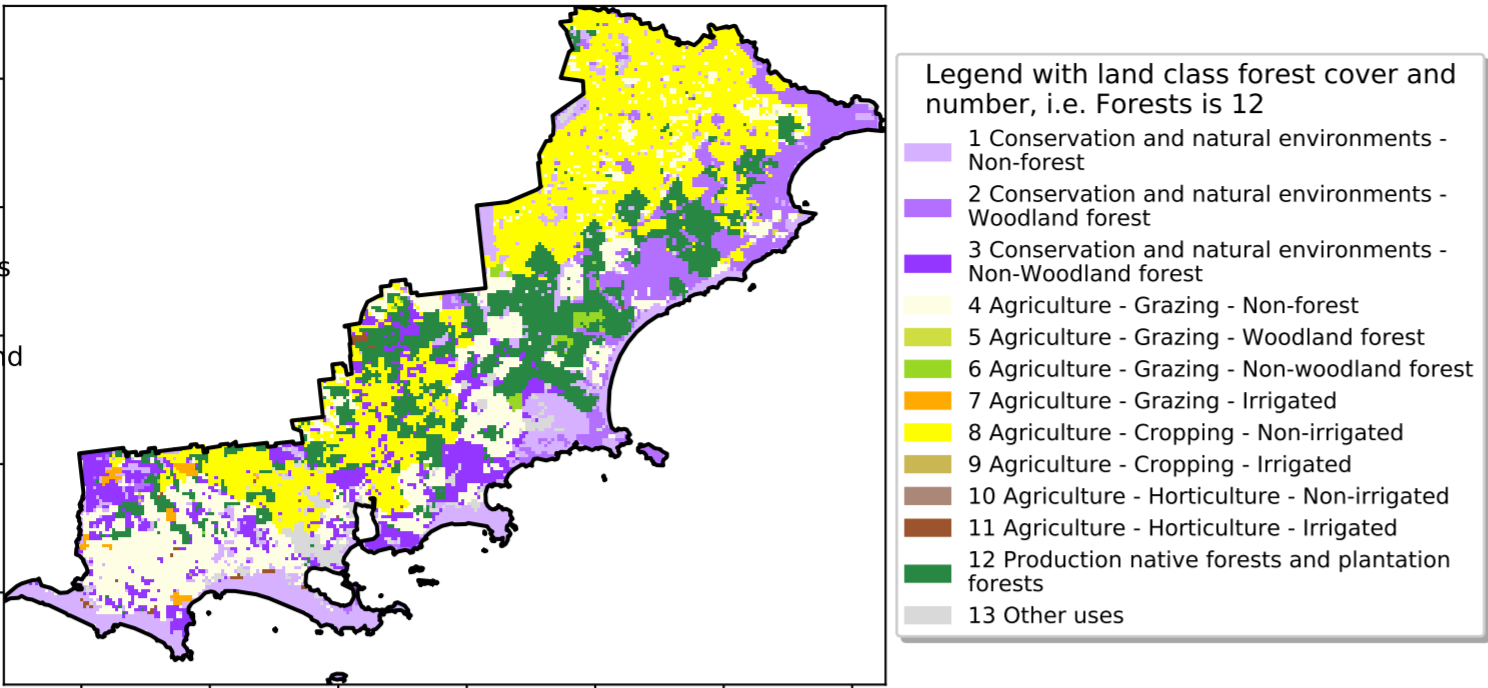 s
nd
Legend with land class forest cover and
number, i.e. Forests is 12
1 Conservation and natural environments -
Non-forest
2 Conservation and natural environments -
Woodland forest
3 Conservation and natural environments -
Non-Woodland forest
4 Agriculture - Grazing - Non-forest
5 Agriculture - Grazing - Woodland forest
6 Agriculture - Grazing - Non-woodland forest
7 Agriculture - Grazing - Irrigated
8 Agriculture - Cropping - Non-irrigated
9 Agriculture - Cropping - Irrigated
10 Agriculture - Horticulture - Non-irrigated
11 Agriculture - Horticulture - Irrigated
12 Production native forests and plantation
forests
13 Other uses